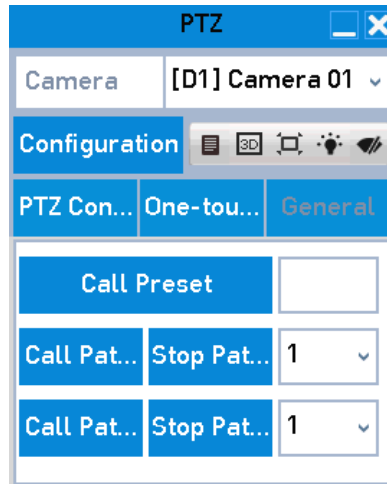 PTZ
Camera [D1] Camera 01
Configuration 3D
PTZ Con... One-tou... General
Call Preset
Call Pat... Stop Pat... 1
Call Pat... Stop Pat... 1